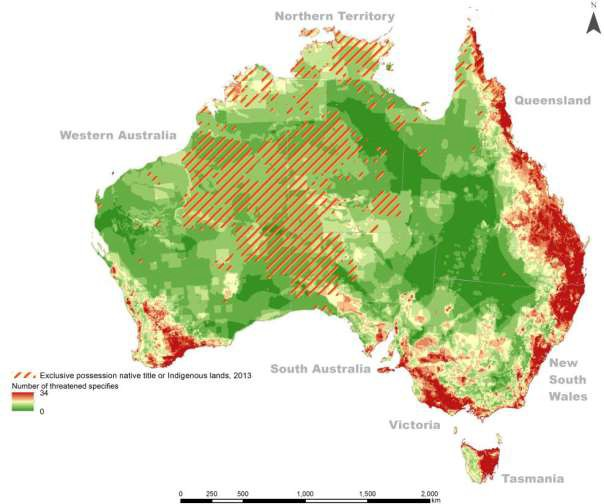 N
Northern Territory
Queensland
Western Australia
South Australia
New
South
Wales
Victoria
Tasmania
Exclusive possession native title or Indigenous lands, 2013
Number of threatened specifies
34
0
0 250 500 1,000 1,500 2,000
km